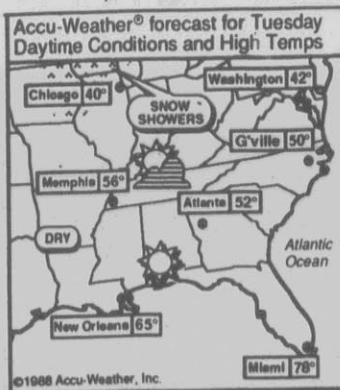 Accu-Weather® forecast for Tuesday
Daytime Conditions and High Temps
Washington 42°
Chicago 40°
SNOW
SHOWERS
G'ville 50°
Memphis 56°
Atlanta 52°
DRY
Atlantic
Ocean
New Orleans 65°
Miami 78°
©1988 Accu-Weather, Inc.